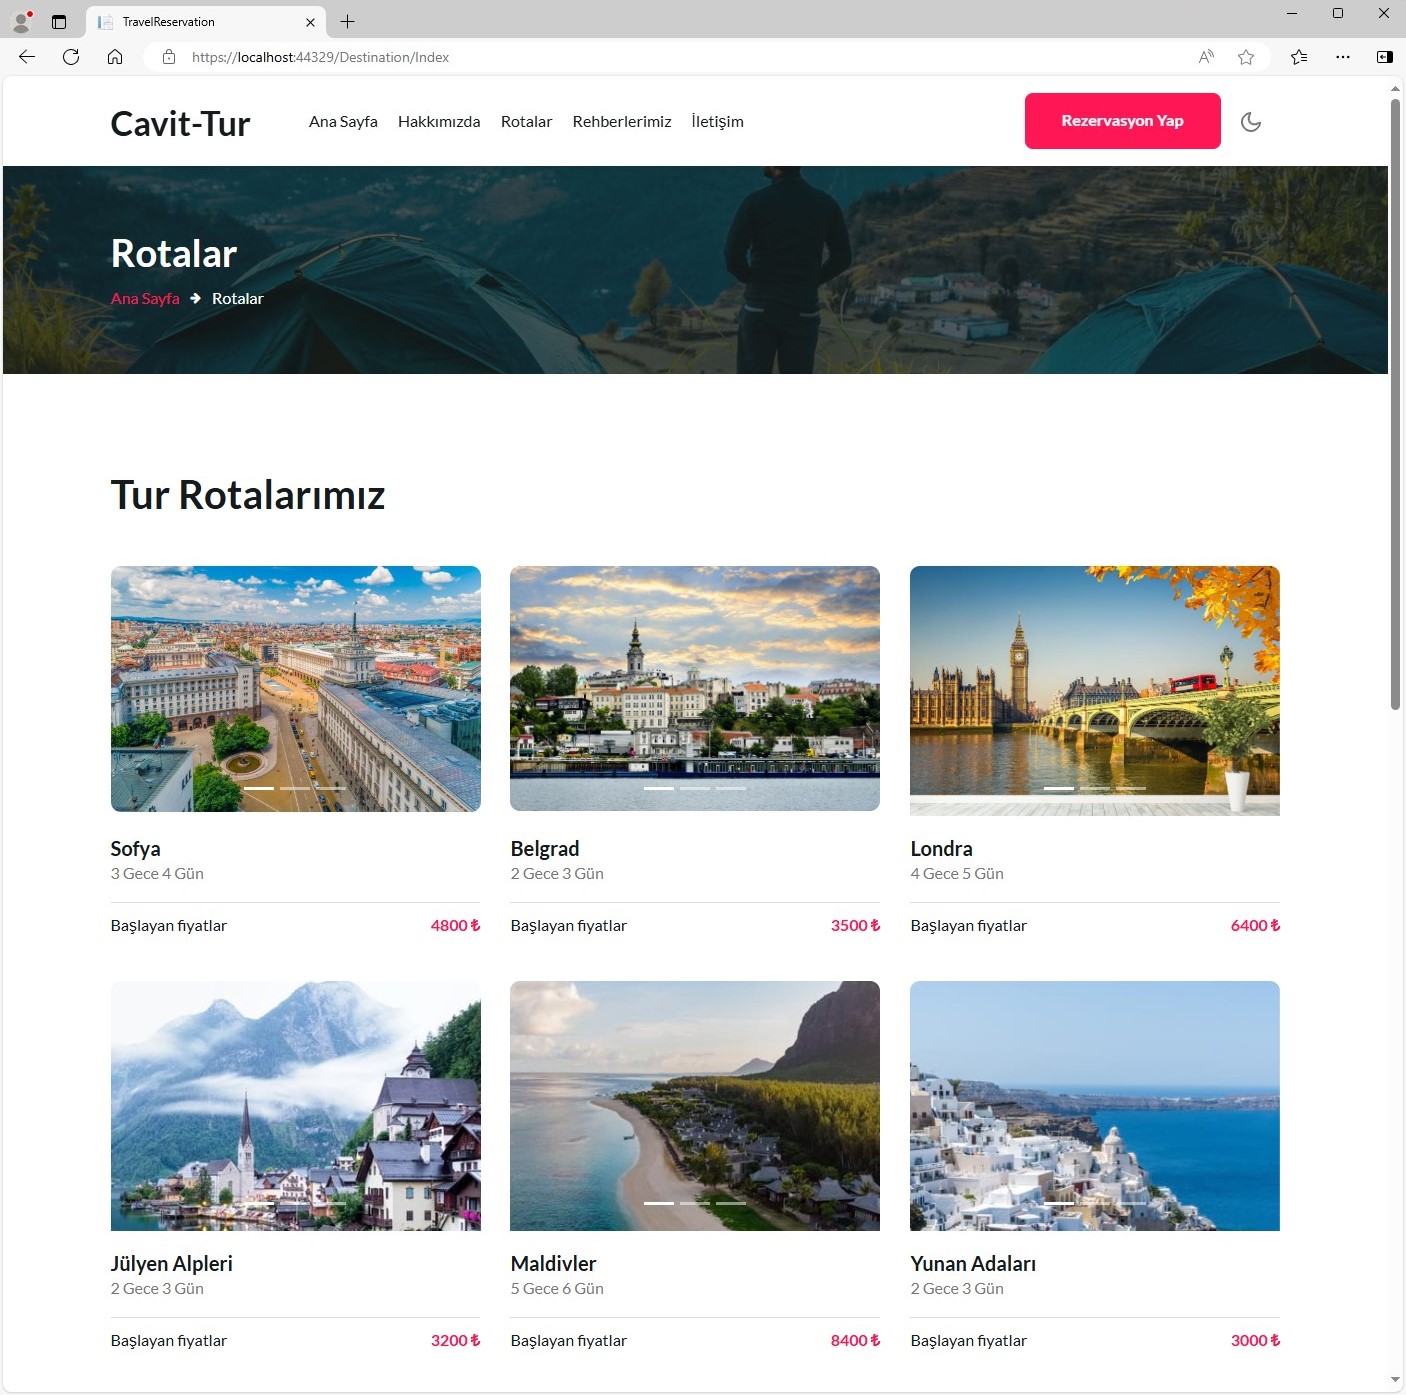 TravelReservation
https://localhost:44329/Destination/Index
Cavit-Tur
Ana Sayfa Hakkımızda Rotalar Rehberlerimiz İletişim
Rezervasyon Yap
Rotalar
Ana Sayfa → Rotalar
Tur Rotalarımız
Sofya
3 Gece 4 Gün
Başlayan fiyatlar 4800 ₺
Belgrad
2 Gece 3 Gün
Başlayan fiyatlar 3500 ₺
Londra
4 Gece 5 Gün
Başlayan fiyatlar 6400 ₺
Jülyen Alpleri
2 Gece 3 Gün
Başlayan fiyatlar 3200 ₺
Maldivler
5 Gece 6 Gün
Başlayan fiyatlar 8400 ₺
Yunan Adaları
2 Gece 3 Gün
Başlayan fiyatlar 3000 ₺